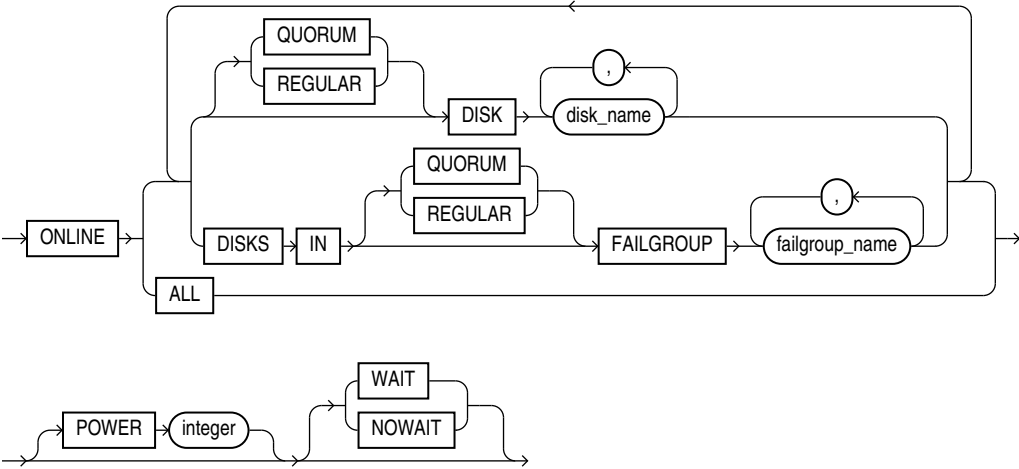 QUORUM
REGULAR
,
DISK disk_name
QUORUM
REGULAR
,
ONLINE
DISKS IN FAILGROUP failgroup_name
ALL
WAIT
POWER integer
NOWAIT